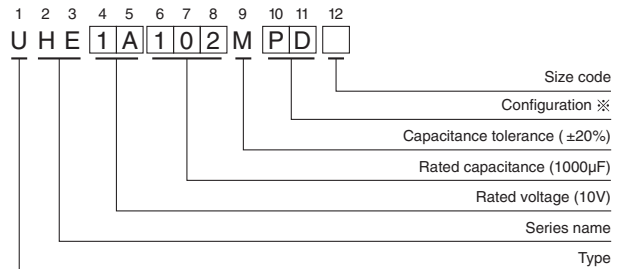 1 2 3 4 5 6 7 8 9 10 11 12
U H E 1 A 1 0 2 M P D
Size code
Configuration ※
Capacitance tolerance ( ±20%)
Rated capacitance (1000µF)
Rated voltage (10V)
Series name
Type